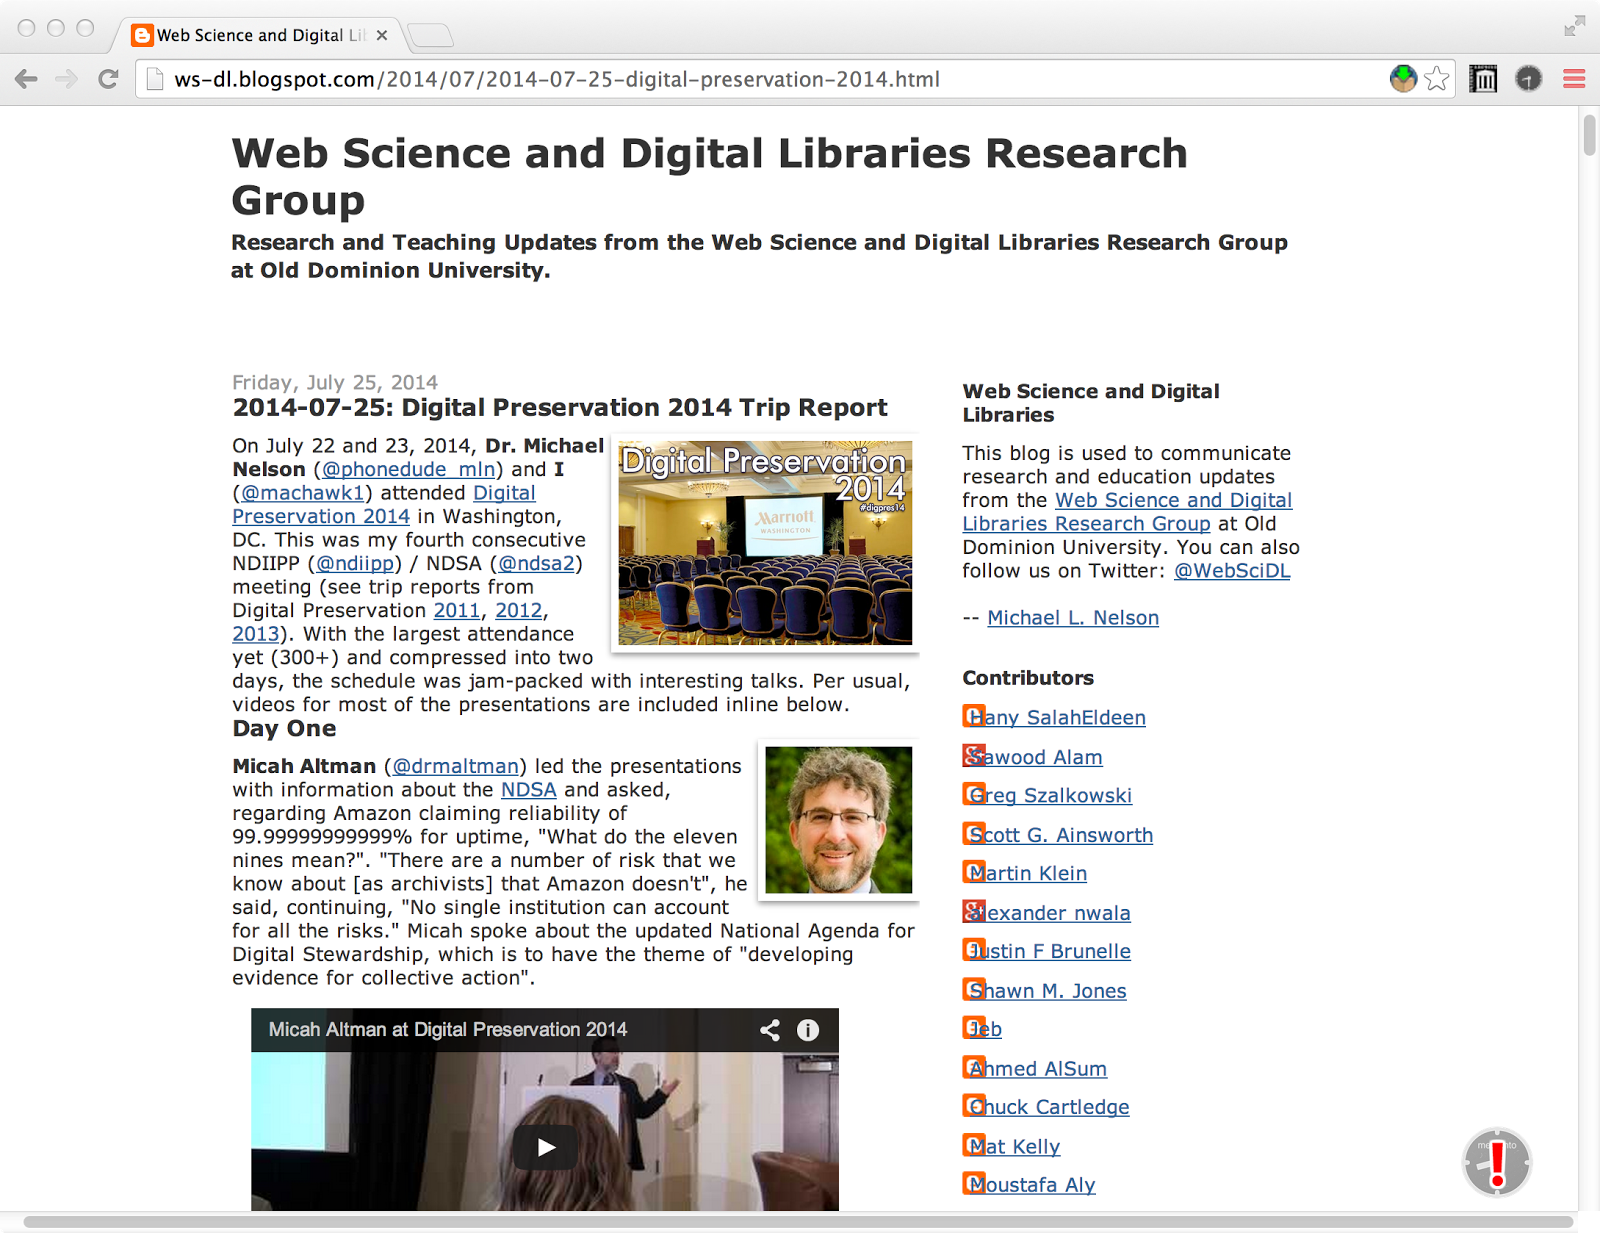 Web Science and Digital Li
ws-dl.blogspot.com/2014/07/2014-07-25-digital-preservation-2014.html
Web Science and Digital Libraries Research
Group
Research and Teaching Updates from the Web Science and Digital Libraries Research Group
at Old Dominion University.
Friday, July 25, 2014
2014-07-25: Digital Preservation 2014 Trip Report
On July 22 and 23, 2014, Dr. Michael
Nelson (@phonedude_mln) and I
(@machawk1) attended Digital
Preservation 2014 in Washington,
DC. This was my fourth consecutive
NDIIPP (@ndiipp) / NDSA (@ndsa2)
meeting (see trip reports from
Digital Preservation 2011, 2012,
2013). With the largest attendance
yet (300+) and compressed into two
days, the schedule was jam-packed with interesting talks. Per usual,
videos for most of the presentations are included inline below.
Digital Preservation
2014
#digpres14
Marriott
WASHINGTON
Day One
Micah Altman (@drmaltman) led the presentations
with information about the NDSA and asked,
regarding Amazon claiming reliability of
99.99999999999% for uptime, "What do the eleven
nines mean?". "There are a number of risk that we
know about [as archivists] that Amazon doesn't", he
said, continuing, "No single institution can account
for all the risks." Micah spoke about the updated National Agenda for
Digital Stewardship, which is to have the theme of "developing
evidence for collective action".
Micah Altman at Digital Preservation 2014
Web Science and Digital
Libraries
This blog is used to communicate
research and education updates
from the Web Science and Digital
Libraries Research Group at Old
Dominion University. You can also
follow us on Twitter: @WebSciDL
-- Michael L. Nelson
Contributors
Hany SalahEldeen
Sawood Alam
Greg Szalkowski
Scott G. Ainsworth
Martin Klein
alexander nwala
Justin F Brunelle
Shawn M. Jones
Jeb
Ahmed AlSum
Chuck Cartledge
Mat Kelly
Moustafa Aly